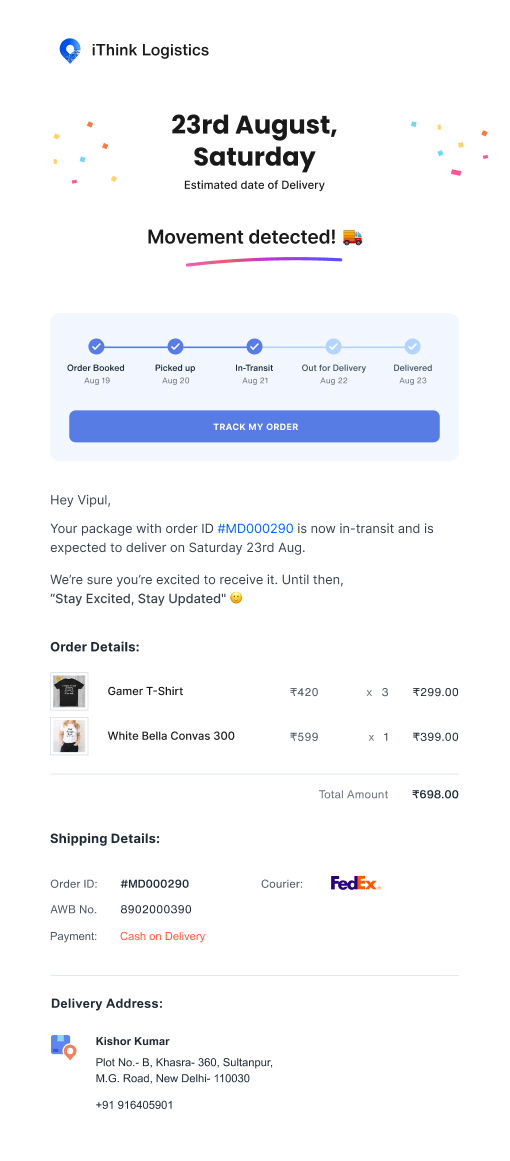 iThink Logistics
23rd August,
Saturday
Estimated date of Delivery
Movement detected! 🚚
Order Booked Picked up In-Transit Out for Delivery Delivered
Aug 19 Aug 20 Aug 21 Aug 22 Aug 23
TRACK MY ORDER
Hey Vipul,
Your package with order ID #MD000290 is now in-transit and is
expected to deliver on Saturday 23rd Aug.
We’re sure you’re excited to receive it. Until then,
“Stay Excited, Stay Updated" 🙂
Order Details:
Gamer T-Shirt ₹420 x 3 ₹299.00
White Bella Convas 300 ₹599 x 1 ₹399.00
Total Amount ₹698.00
Shipping Details:
Order ID: #MD000290 Courier: FedEx
AWB No. 8902000390
Payment: Cash on Delivery
Delivery Address:
Kishor Kumar
Plot No.- B, Khasra- 360, Sultanpur,
M.G. Road, New Delhi- 110030
+91 916405901